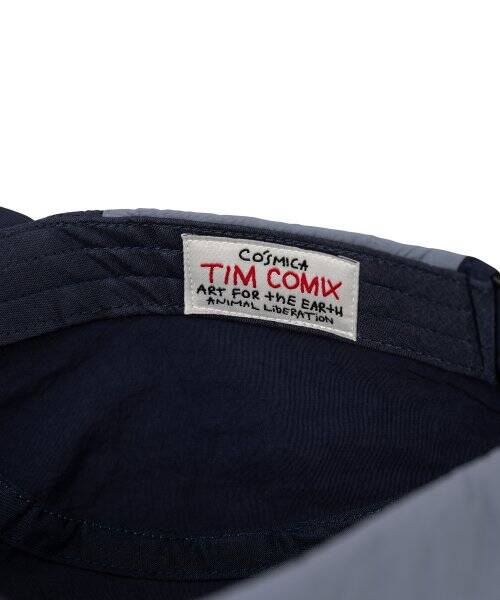 COSMICA
TIM COMIX
ART FOR thE EARtH
ANIMAL LiBERATiON